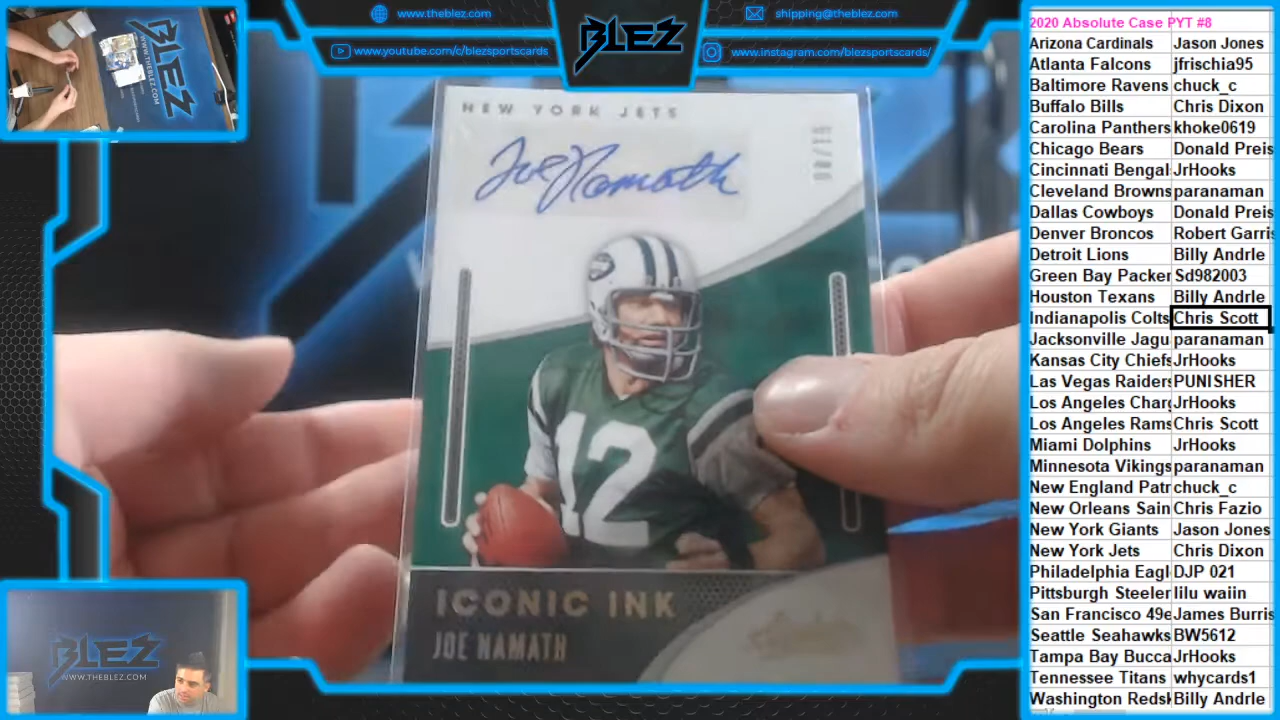 www.theblez.com
www.youtube.com/c/blezsportscards
BLEZ
shipping@theblez.com
www.instagram.com/blezsportscards/
BLEZ
WWW.THEBLEZ.COM
NEW YORK JETS
Joe Namath
12
ICONIC INK
JOE NAMATH
BLEZ
WWW.THEBLEZ.COM
2020 Absolute Case PYT #8
Arizona Cardinals Jason Jones
Atlanta Falcons jfrischia95
Baltimore Ravens chuck_c
Buffalo Bills Chris Dixon
Carolina Panthers khoke0619
Chicago Bears Donald Preis
Cincinnati Bengal JrHooks
Cleveland Browns paranaman
Dallas Cowboys Donald Preis
Denver Broncos Robert Garris
Detroit Lions Billy Andrle
Green Bay Packer Sd982003
Houston Texans Billy Andrle
Indianapolis Colts Chris Scott
Jacksonville Jagu paranaman
Kansas City Chiefs JrHooks
Las Vegas Raiders PUNISHER
Los Angeles Charg JrHooks
Los Angeles Rams Chris Scott
Miami Dolphins JrHooks
Minnesota Vikings paranaman
New England Patr chuck_c
New Orleans Sain Chris Fazio
New York Giants Jason Jones
New York Jets Chris Dixon
Philadelphia Eagl DJP 021
Pittsburgh Steeler lilu waiin
San Francisco 49e James Burris
Seattle Seahawks BW5612
Tampa Bay Bucca JrHooks
Tennessee Titans whycards1
Washington Redsk Billy Andrle